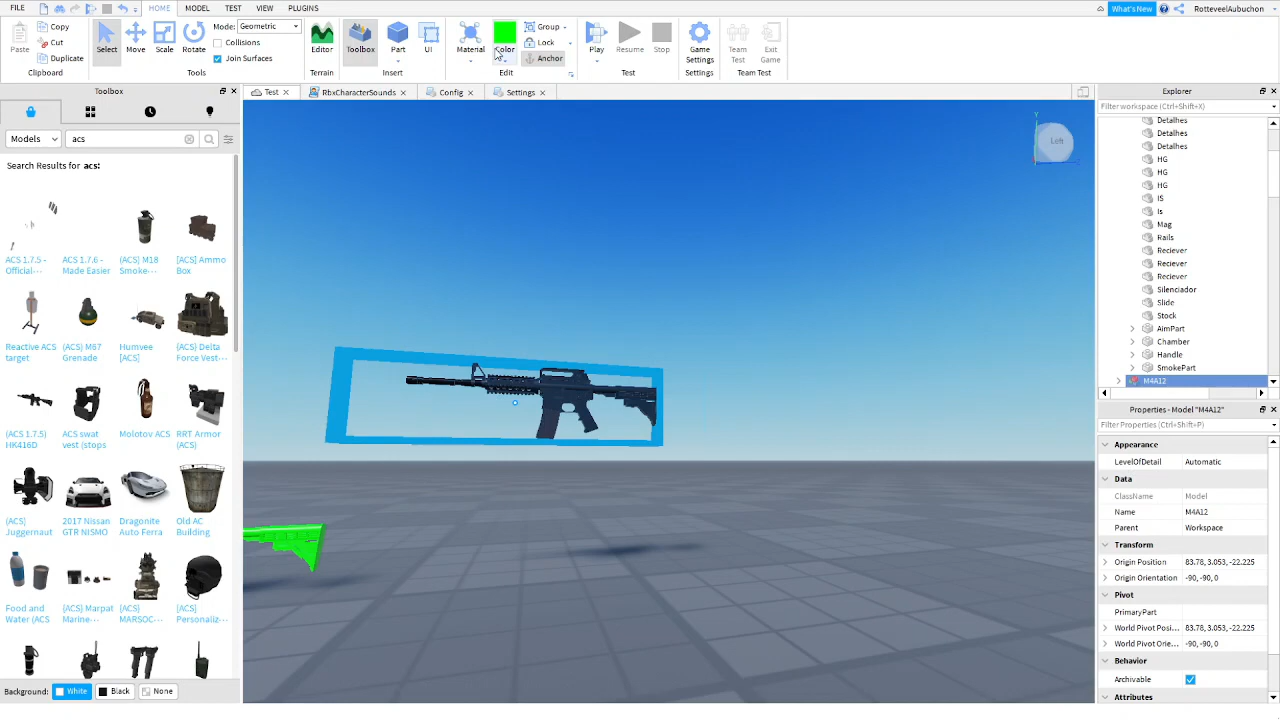 FILE HOME MODEL TEST VIEW PLUGINS What's New RotteveelAubuchon
Paste Copy Cut Duplicate Clipboard
Select Move Scale Rotate Mode: Geometric Collisions Join Surfaces Tools
Editor Terrain
Toolbox Part UI Insert
Material Color Group Lock Anchor Edit
Play Resume Stop Test
Game Settings Settings
Team Test Exit Game Team Test
Toolbox
Models acs
Search Results for acs:
ACS 1.7.5 - Official···
ACS 1.7.6 - Made Easier
(ACS) M18 Smoke-···
[ACS] Ammo Box
Reactive ACS target
(ACS) M67 Grenade
Humvee [ACS]
{ACS} Delta Force Vest-···
(ACS 1.7.5) HK416D
ACS swat vest (stops
Molotov ACS
RRT Armor (ACS)
{ACS} Juggernaut
2017 Nissan GTR NISMO
Dragonite Auto Ferra
Old AC Building
Food and Water (ACS
{ACS} Marpat Marine-···
{ACS} MARSOC-···
[ACS] Personaliz-···
Background: White Black None
Test RbxCharacterSounds Config Settings
Y
Left
Explorer
Filter workspace (Ctrl+Shift+X)
Detalhes
Detalhes
Detalhes
HG
HG
HG
IS
Is
Mag
Rails
Reciever
Reciever
Reciever
Silenciador
Slide
Stock
AimPart
Chamber
Handle
SmokePart
M4A12
Properties - Model "M4A12"
Filter Properties (Ctrl+Shift+P)
Appearance
LevelOfDetail Automatic
Data
ClassName Model
Name M4A12
Parent Workspace
Transform
Origin Position 83.78, 3.053, -22.225
Origin Orientation -90, -90, 0
Pivot
PrimaryPart
World Pivot Posi... 83.78, 3.053, -22.225
World Pivot Orie... -90, -90, 0
Behavior
Archivable
Attributes